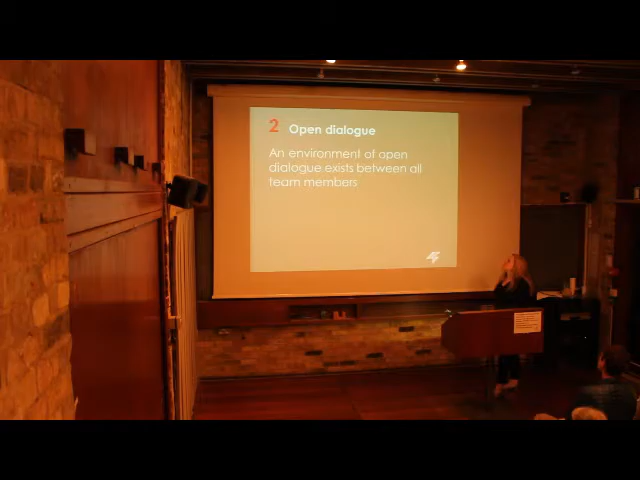 2 Open dialogue
An environment of open
dialogue exists between all
team members